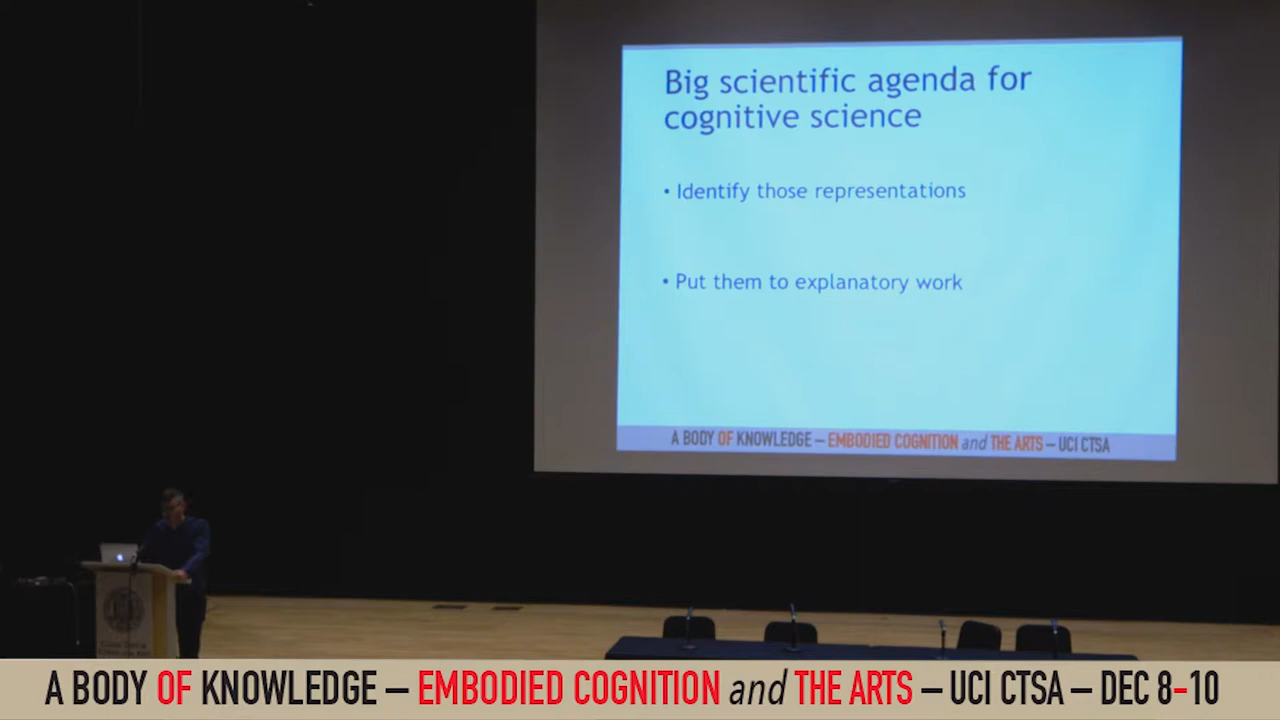 Big scientific agenda for
cognitive science
• Identify those representations
• Put them to explanatory work
A BODY OF KNOWLEDGE – EMBODIED COGNITION and THE ARTS – UCI CTSA
A BODY OF KNOWLEDGE – EMBODIED COGNITION and THE ARTS – UCI CTSA – DEC 8-10